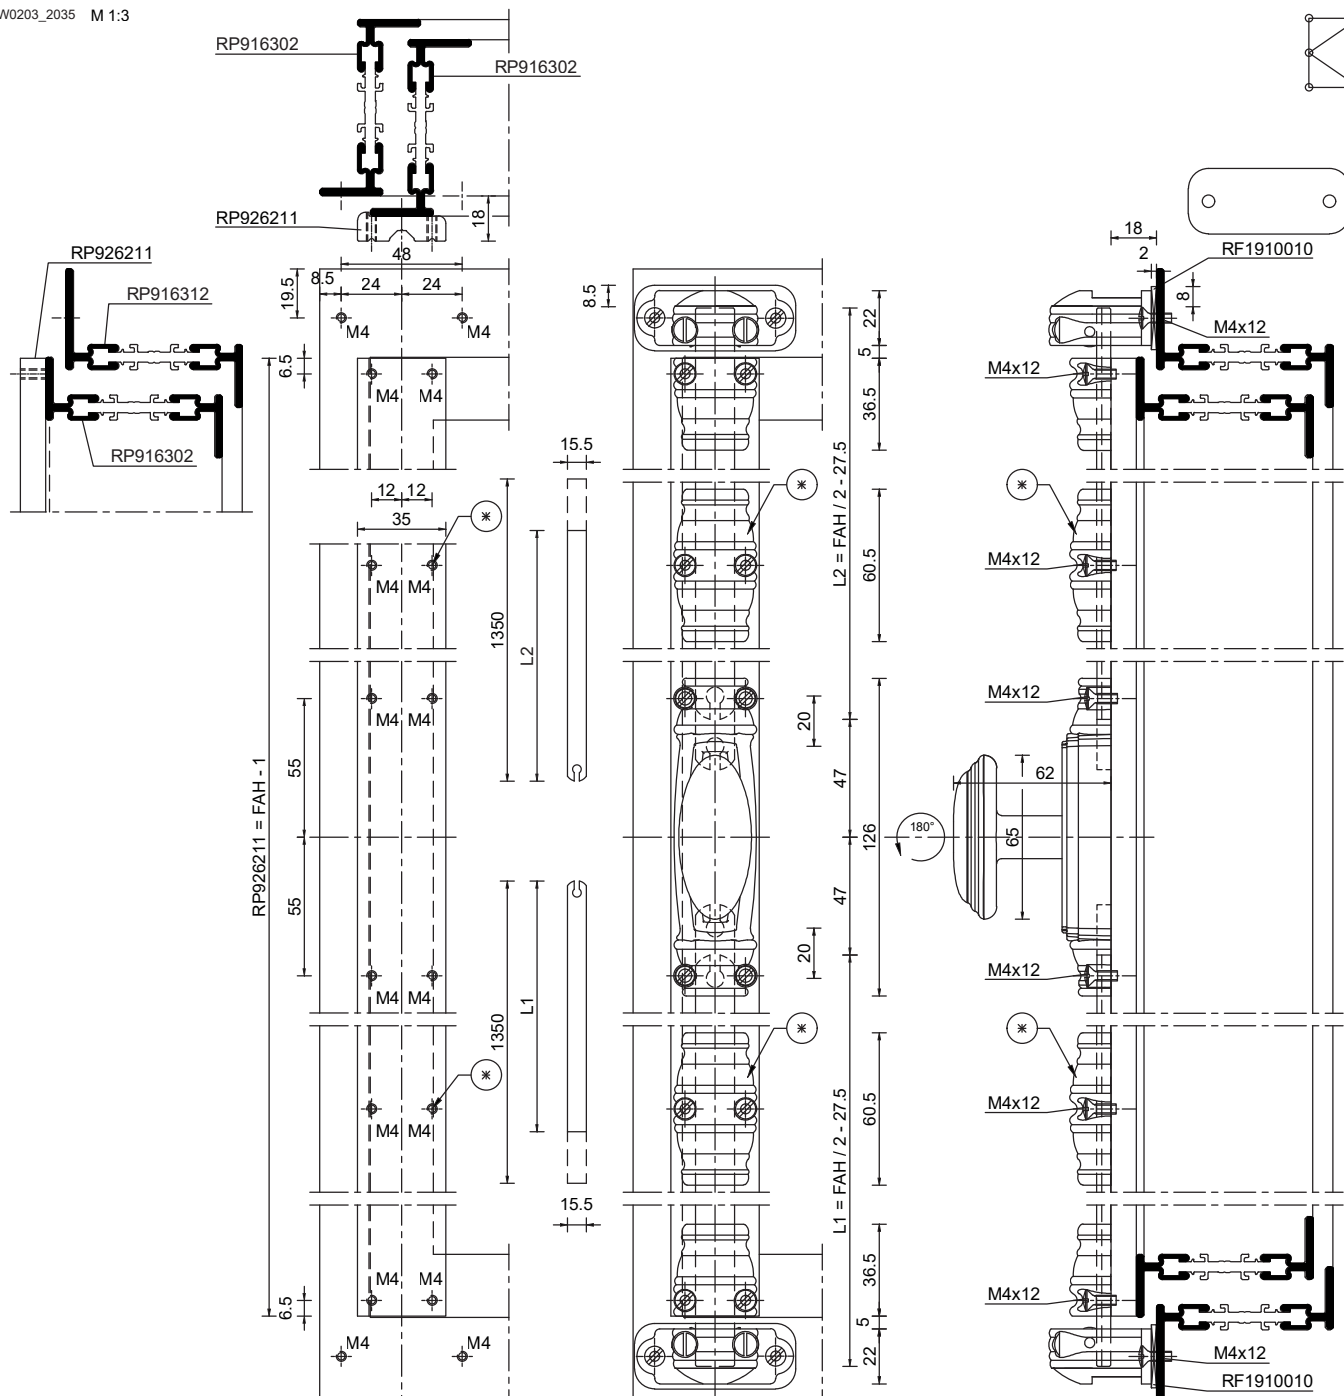 W0203_2035 M 1:3
RP916302
RP916302
RP926211
18
RP926211
RP916312
RP916302
48
8.5
24
24
19.5
M4
M4
6.5
M4
M4
12
12
35
M4
M4
M4
M4
55
RP926211 = FAH - 1
55
M4
M4
M4
M4
M4
M4
6.5
M4
M4
15.5
1350
L2
L1
1350
15.5
8.5
22
5
36.5
L2 = FAH / 2 - 27.5
60.5
20
47
126
47
20
L1 = FAH / 2 - 27.5
60.5
36.5
5
22
18
2
RF1910010
8
M4x12
M4x12
M4x12
M4x12
62
65
180°
M4x12
M4x12
M4x12
M4x12
RF1910010